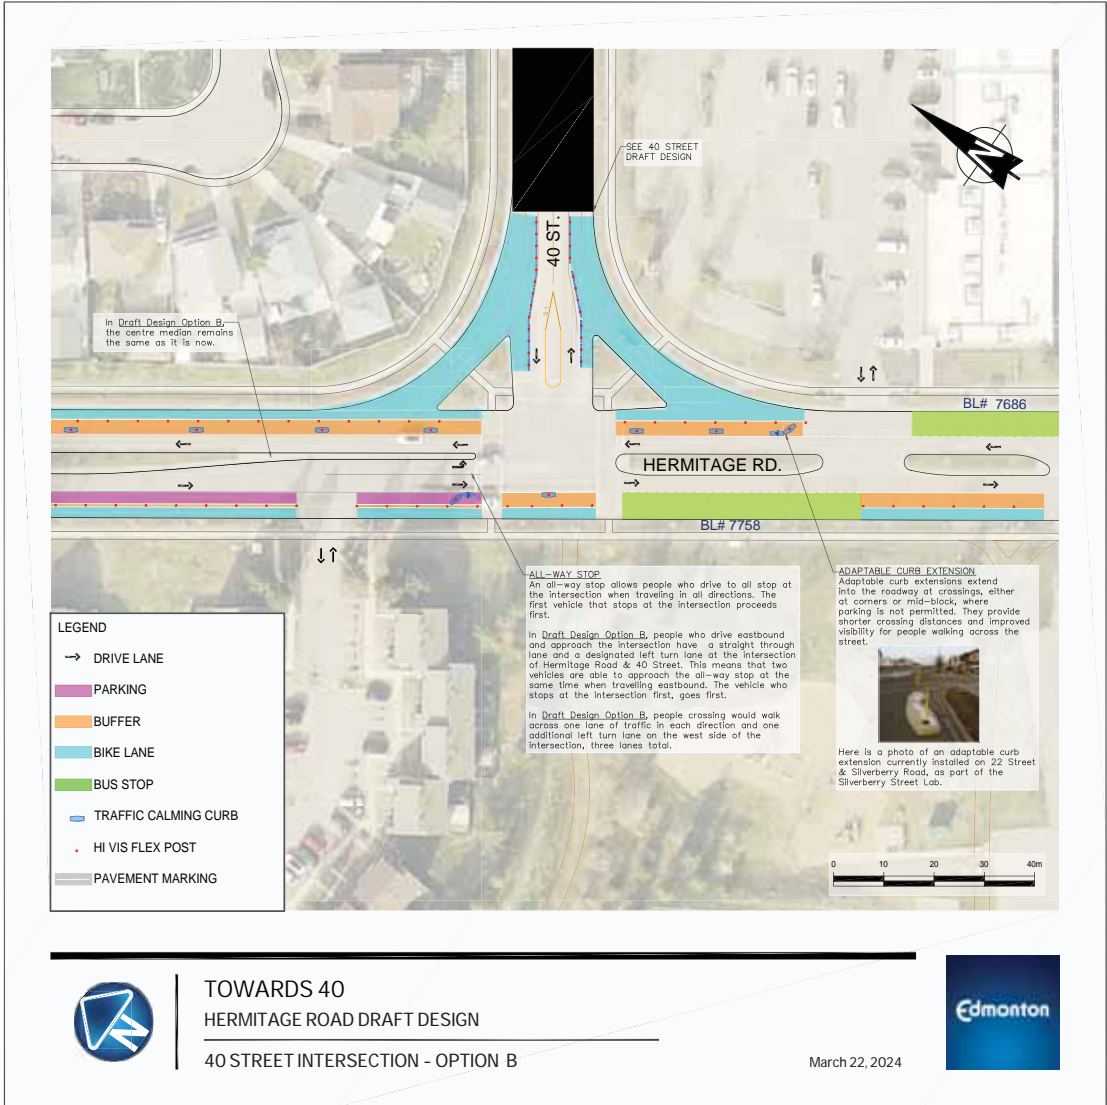 SEE 40 STREET
DRAFT DESIGN
40 ST.
In Draft Design Option B,
the centre median remains
the same as it is now.
BL# 7686
HERMITAGE RD.
BL# 7758
ALL-WAY STOP
An all-way stop allows people who drive to all stop at
the intersection when traveling in all directions. The
first vehicle that stops at the intersection proceeds
first.
In Draft Design Option B, people who drive eastbound
and approach the intersection have a straight through
lane and a designated left turn lane at the intersection
of Hermitage Road & 40 Street. This means that two
vehicles are able to approach the all-way stop at the
same time when travelling eastbound. The vehicle who
stops at the intersection first, goes first.
In Draft Design Option B, people crossing would walk
across one lane of traffic in each direction and one
additional left turn lane on the west side of the
intersection, three lanes total.
ADAPTABLE CURB EXTENSION
Adaptable curb extensions extend
into the roadway at crossings, either
at corners or mid-block, where
parking is not permitted. They provide
shorter crossing distances and improved
visibility for people walking across the
street.
Here is a photo of an adaptable curb
extension currently installed on 22 Street
& Silverberry Road, as part of the
Silverberry Street Lab.
LEGEND
DRIVE LANE
PARKING
BUFFER
BIKE LANE
BUS STOP
TRAFFIC CALMING CURB
HI VIS FLEX POST
PAVEMENT MARKING
0 10 20 30 40m
TOWARDS 40
HERMITAGE ROAD DRAFT DESIGN
40 STREET INTERSECTION - OPTION B
March 22, 2024
Edmonton